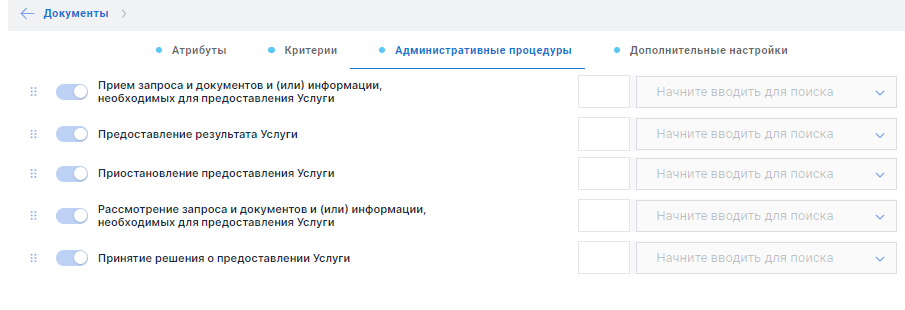 Документы
Атрибуты
Критерии
Административные процедуры
Дополнительные настройки
Прием запроса и документов и (или) информации,
необходимых для предоставления Услуги
Начните вводить для поиска
Предоставление результата Услуги
Начните вводить для поиска
Приостановление предоставления Услуги
Начните вводить для поиска
Рассмотрение запроса и документов и (или) информации,
необходимых для предоставления Услуги
Начните вводить для поиска
Принятие решения о предоставлении Услуги
Начните вводить для поиска